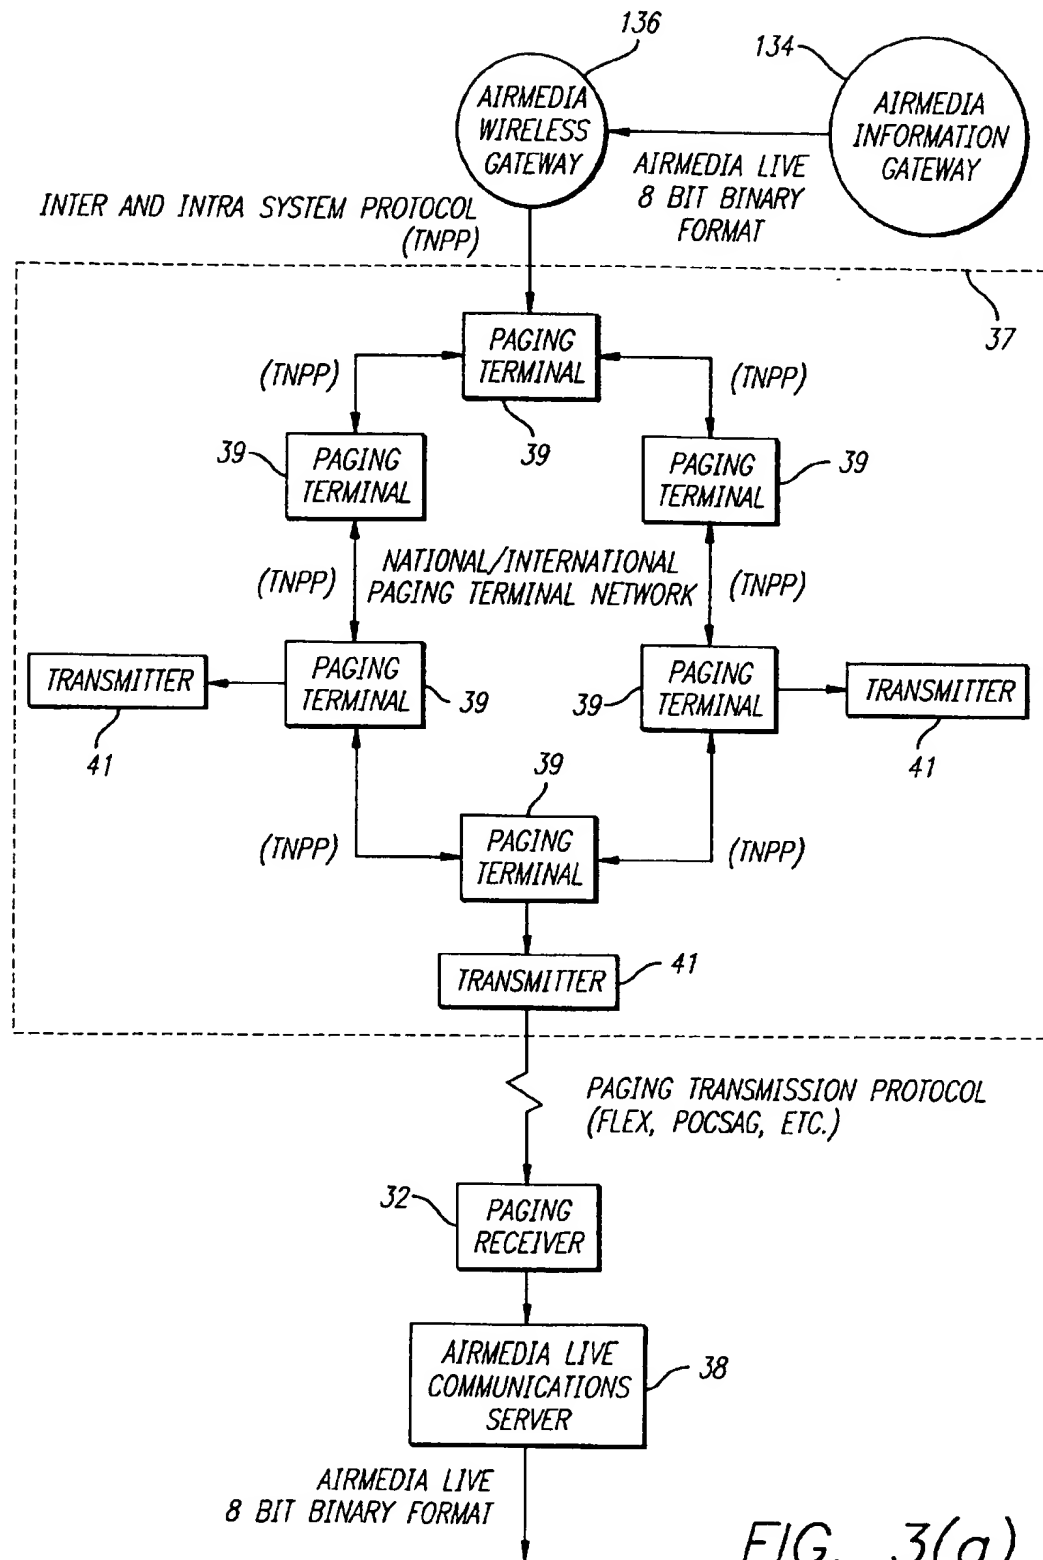 136
134
AIRMEDIA
WIRELESS
GATEWAY
AIRMEDIA
INFORMATION
GATEWAY
AIRMEDIA LIVE
8 BIT BINARY
FORMAT
INTER AND INTRA SYSTEM PROTOCOL
(TNPP)
37
PAGING
TERMINAL
(TNPP)
(TNPP)
39
39
PAGING
TERMINAL
PAGING
TERMINAL
39
NATIONAL/INTERNATIONAL
PAGING TERMINAL NETWORK
(TNPP)
(TNPP)
TRANSMITTER
41
PAGING
TERMINAL
39
39
PAGING
TERMINAL
TRANSMITTER
41
39
(TNPP)
PAGING
TERMINAL
(TNPP)
TRANSMITTER
41
PAGING TRANSMISSION PROTOCOL
(FLEX, POCSAG, ETC.)
32
PAGING
RECEIVER
AIRMEDIA LIVE
COMMUNICATIONS
SERVER
38
AIRMEDIA LIVE
8 BIT BINARY FORMAT
FIG. 3(a)